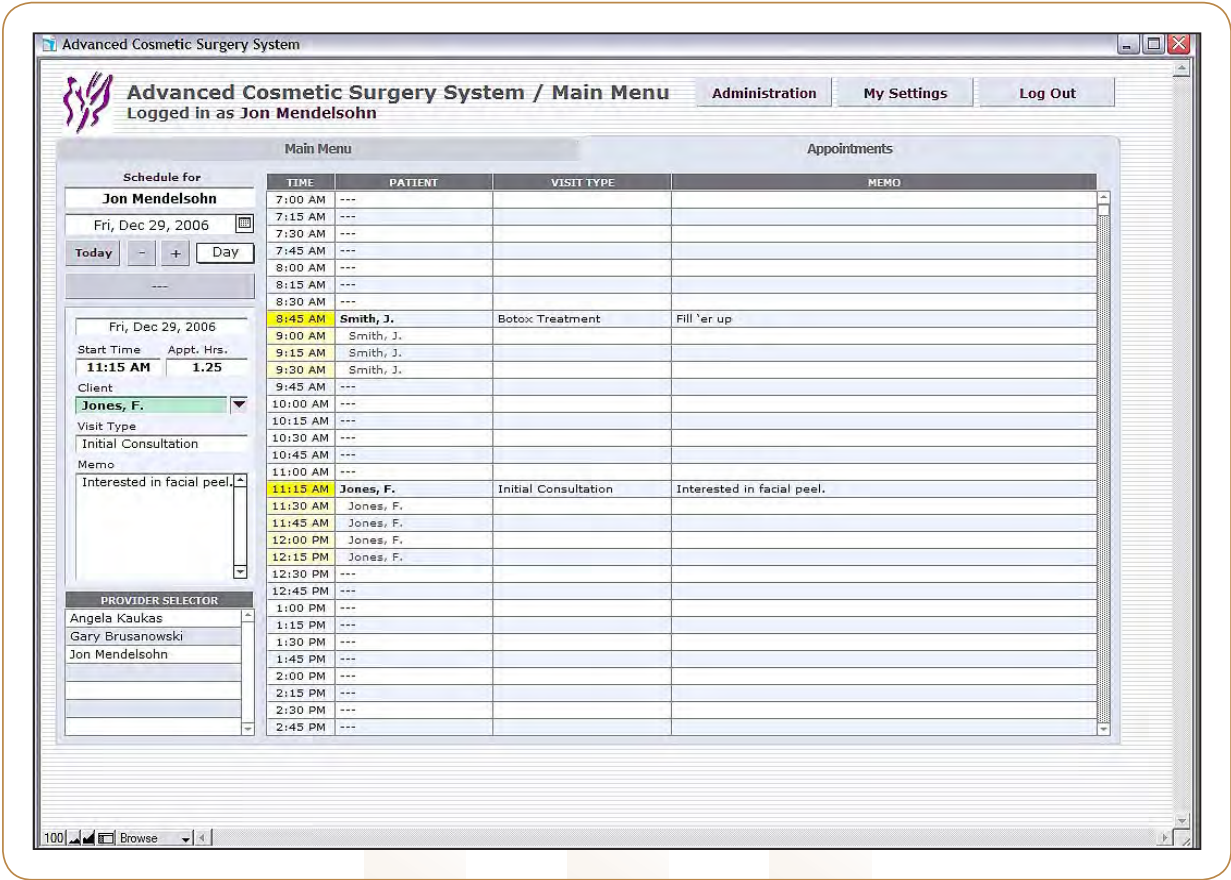 Advanced Cosmetic Surgery System
Advanced Cosmetic Surgery System / Main Menu
Logged in as Jon Mendelsohn
Administration
My Settings
Log Out
Main Menu
Appointments
Schedule for
Jon Mendelsohn
Fri, Dec 29, 2006
Today - + Day
---
Fri, Dec 29, 2006
Start Time Appt. Hrs.
11:15 AM 1.25
Client
Jones, F.
Visit Type
Initial Consultation
Memo
Interested in facial peel.
PROVIDER SELECTOR
Angela Kaukas
Gary Brusanowski
Jon Mendelsohn
TIME PATIENT VISIT TYPE MEMO
7:00 AM ---
7:15 AM ---
7:30 AM ---
7:45 AM ---
8:00 AM ---
8:15 AM ---
8:30 AM ---
8:45 AM Smith, J. Botox Treatment Fill `er up
9:00 AM Smith, J.
9:15 AM Smith, J.
9:30 AM Smith, J.
9:45 AM ---
10:00 AM ---
10:15 AM ---
10:30 AM ---
10:45 AM ---
11:00 AM ---
11:15 AM Jones, F. Initial Consultation Interested in facial peel.
11:30 AM Jones, F.
11:45 AM Jones, F.
12:00 PM Jones, F.
12:15 PM Jones, F.
12:30 PM ---
12:45 PM ---
1:00 PM ---
1:15 PM ---
1:30 PM ---
1:45 PM ---
2:00 PM ---
2:15 PM ---
2:30 PM ---
2:45 PM ---
100 Browse